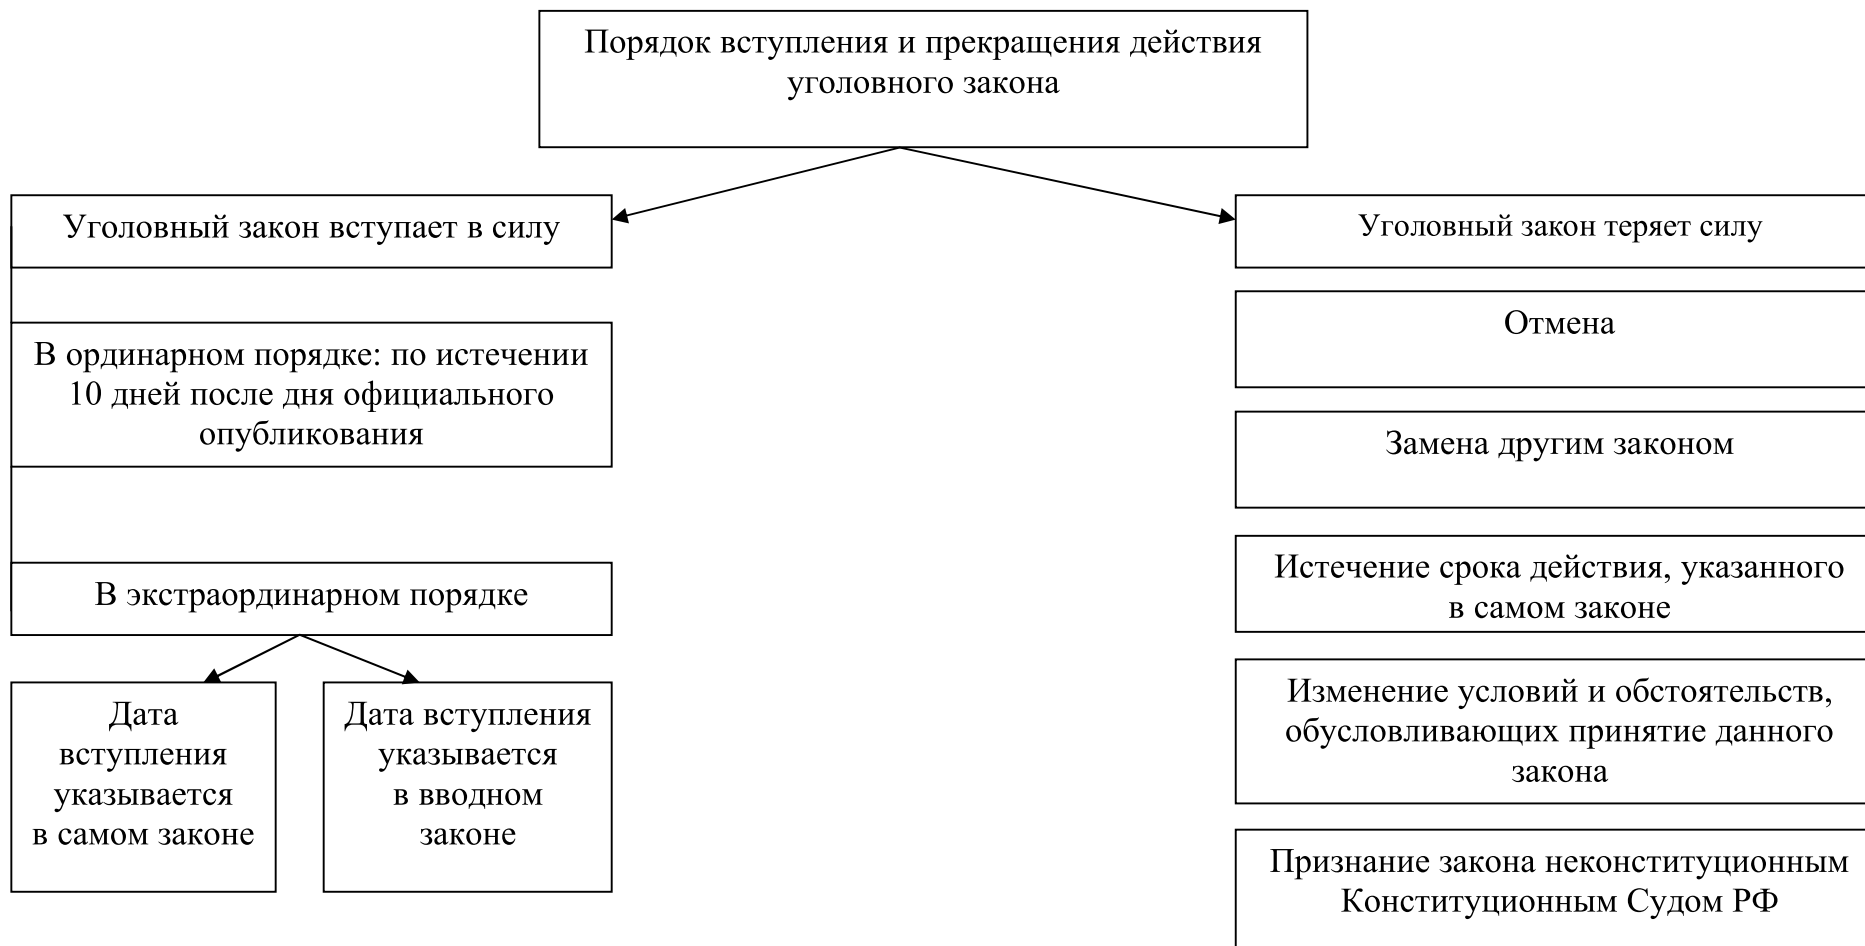 Порядок вступления и прекращения действия
уголовного закона
Уголовный закон вступает в силу
В ординарном порядке: по истечении
10 дней после дня официального
опубликования
В экстраординарном порядке
Дата
вступления
указывается
в самом законе
Дата вступления
указывается
в вводном
законе
Уголовный закон теряет силу
Отмена
Замена другим законом
Истечение срока действия, указанного
в самом законе
Изменение условий и обстоятельств,
обусловливающих принятие данного
закона
Признание закона неконституционным
Конституционным Судом РФ